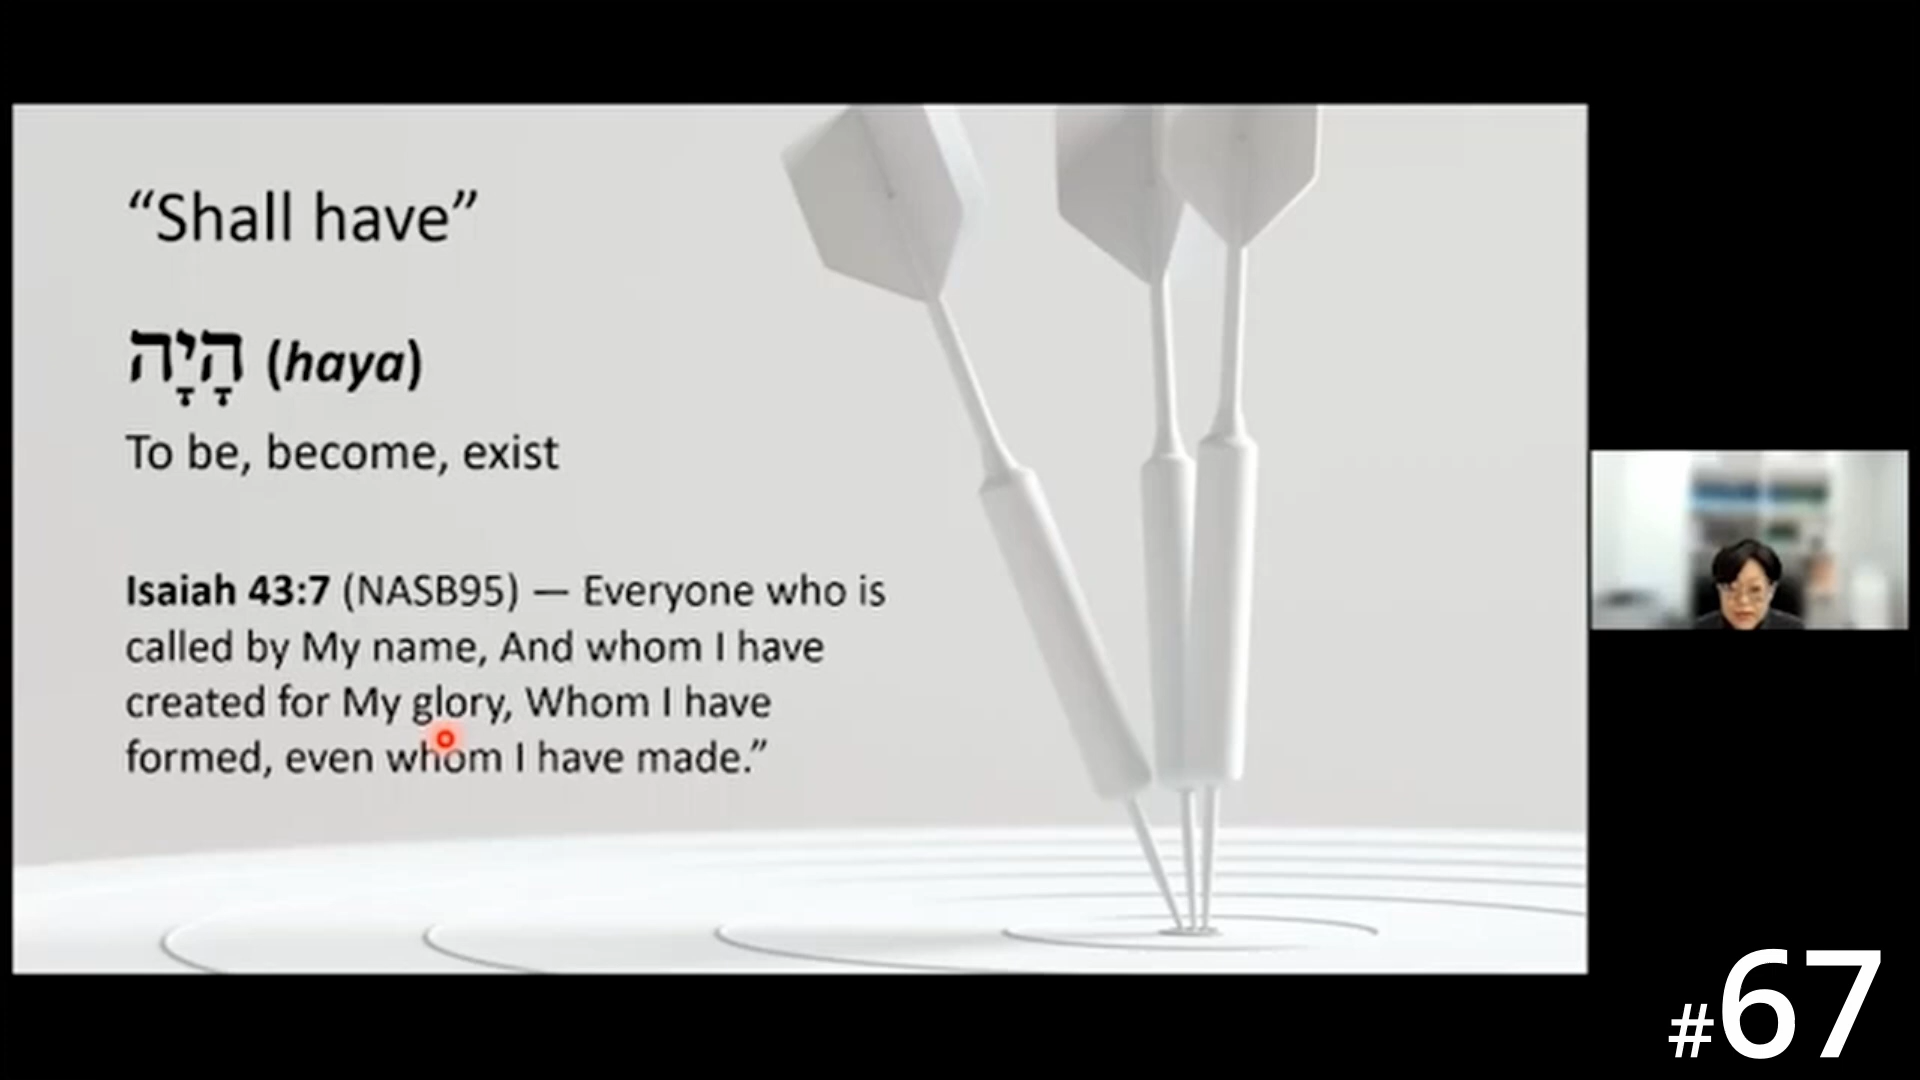 “Shall have”
הָיָה (haya)
To be, become, exist
Isaiah 43:7 (NASB95) — Everyone who is
called by My name, And whom I have
created for My glory, Whom I have
formed, even whom I have made.”
#67